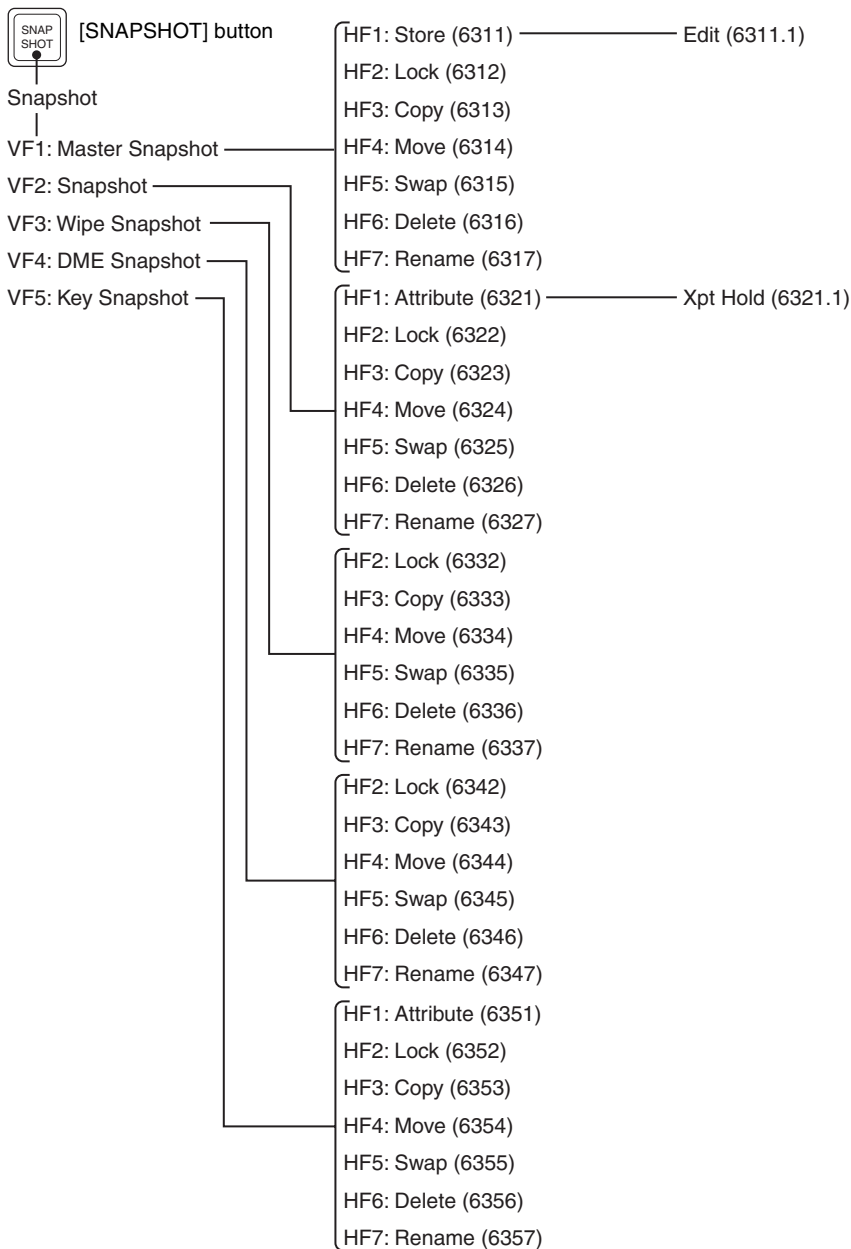 SNAP
SHOT
[SNAPSHOT] button
Snapshot
VF1: Master Snapshot
VF2: Snapshot
VF3: Wipe Snapshot
VF4: DME Snapshot
VF5: Key Snapshot
HF1: Store (6311)
Edit (6311.1)
HF2: Lock (6312)
HF3: Copy (6313)
HF4: Move (6314)
HF5: Swap (6315)
HF6: Delete (6316)
HF7: Rename (6317)
HF1: Attribute (6321)
Xpt Hold (6321.1)
HF2: Lock (6322)
HF3: Copy (6323)
HF4: Move (6324)
HF5: Swap (6325)
HF6: Delete (6326)
HF7: Rename (6327)
HF2: Lock (6332)
HF3: Copy (6333)
HF4: Move (6334)
HF5: Swap (6335)
HF6: Delete (6336)
HF7: Rename (6337)
HF2: Lock (6342)
HF3: Copy (6343)
HF4: Move (6344)
HF5: Swap (6345)
HF6: Delete (6346)
HF7: Rename (6347)
HF1: Attribute (6351)
HF2: Lock (6352)
HF3: Copy (6353)
HF4: Move (6354)
HF5: Swap (6355)
HF6: Delete (6356)
HF7: Rename (6357)